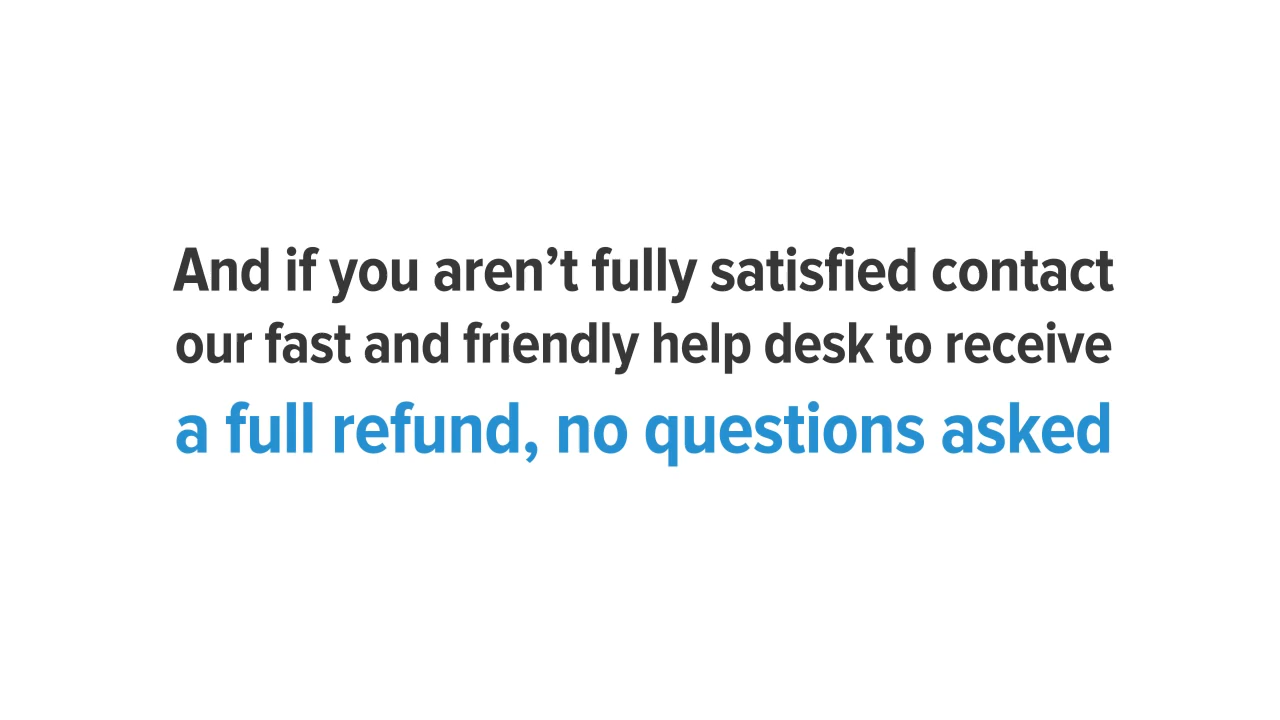 And if you aren’t fully satisfied contact
our fast and friendly help desk to receive
a full refund, no questions asked